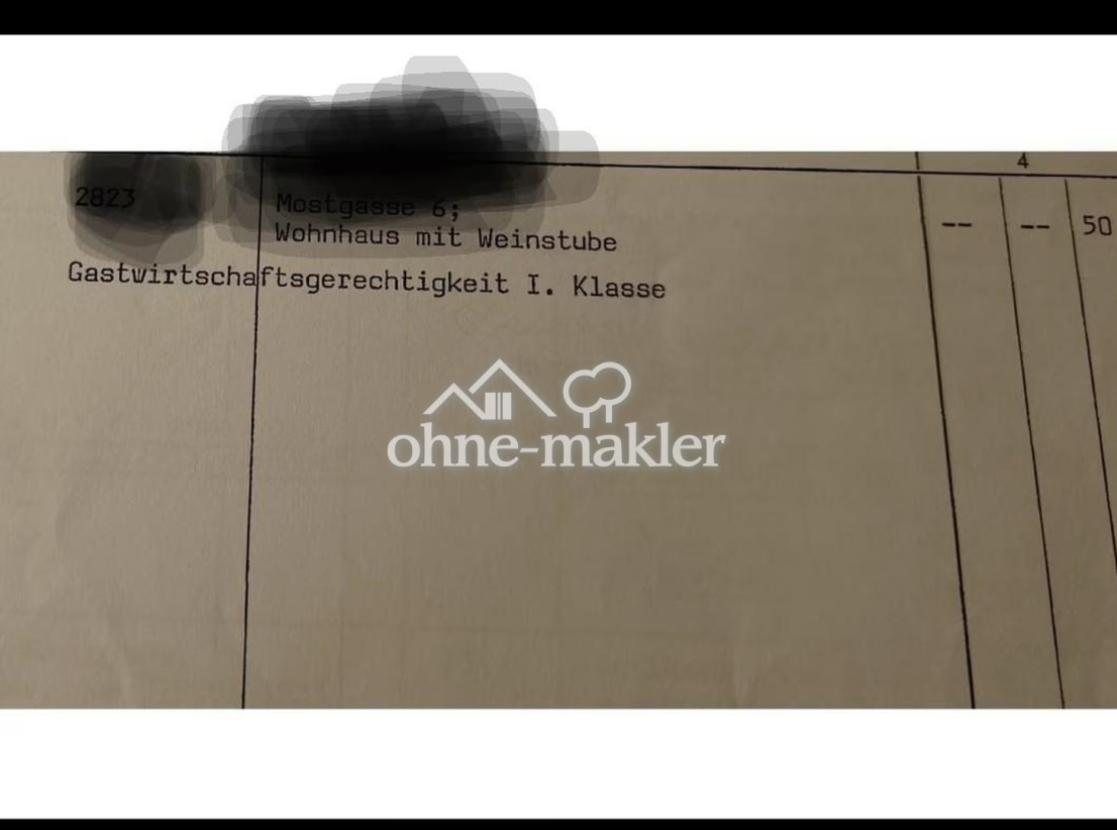 4
2823
Mostgasse 6;
Wohnhaus mit Weinstube
-- -- 50
Gastwirtschaftsgerechtigkeit I. Klasse
ohne-makler